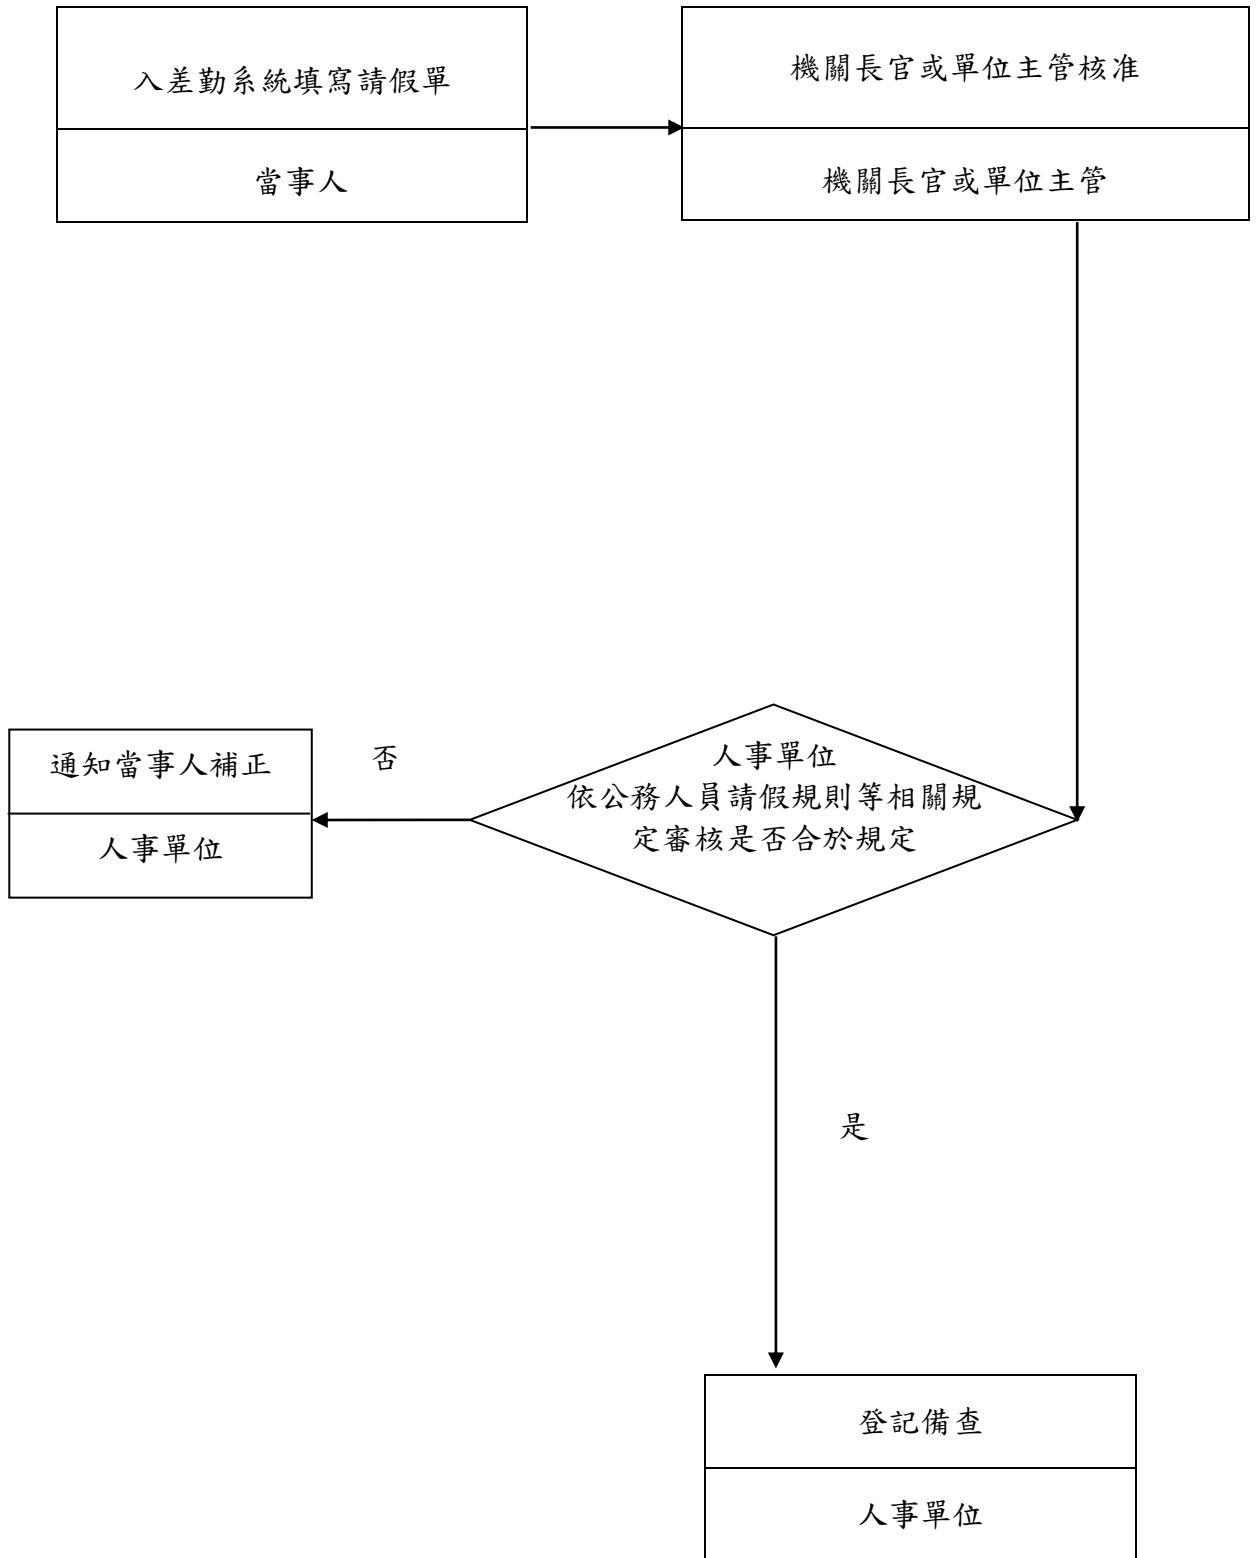 入差勤系統填寫請假單
當事人
機關長官或單位主管核准
機關長官或單位主管
人事單位
依公務人員請假規則等相關規
定審核是否合於規定
否
通知當事人補正
人事單位
是
登記備查
人事單位